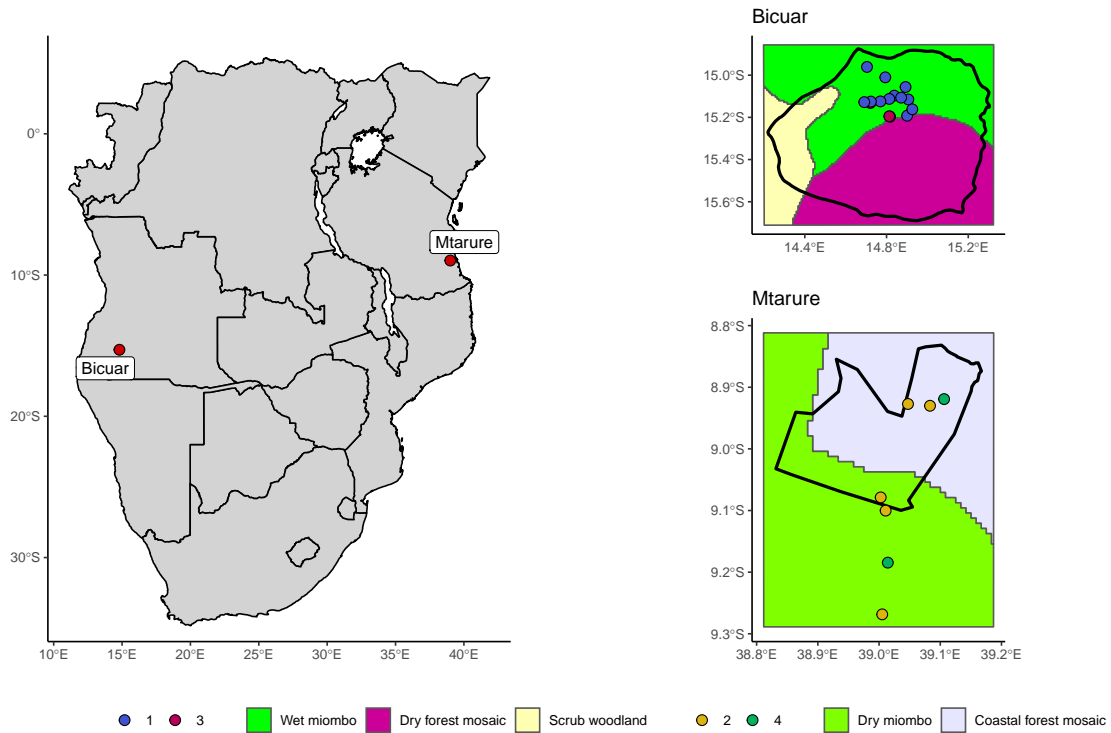 Bicuar
15.0°S
15.2°S
15.4°S
15.6°S
14.4°E 14.8°E 15.2°E
0°
10°S
20°S
30°S
10°E 15°E 20°E 25°E 30°E 35°E 40°E
Mtarure
Bicuar
Mtarure
8.8°S
8.9°S
9.0°S
9.1°S
9.2°S
9.3°S
38.8°E 38.9°E 39.0°E 39.1°E 39.2°E
1 3 Wet miombo Dry forest mosaic Scrub woodland 2 4 Dry miombo Coastal forest mosaic